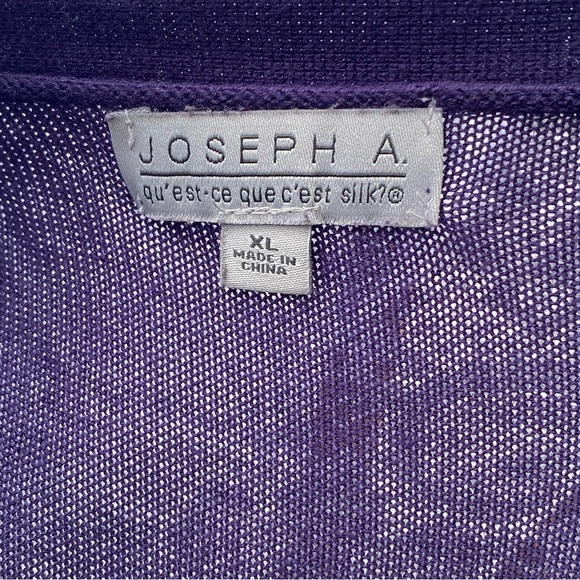 JOSEPH A.
qu'est-ce que c'est silk?®
XL
MADE IN
CHINA